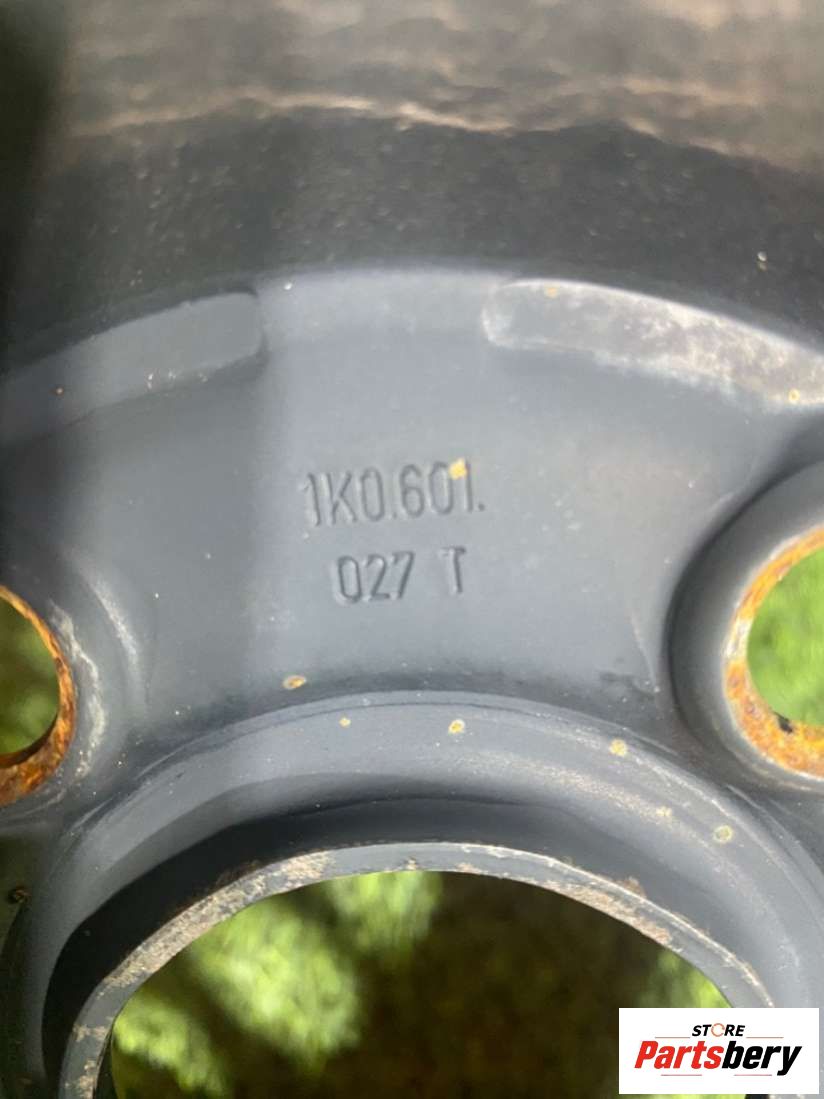 1K0.601.
027 T
STORE
Partsbery